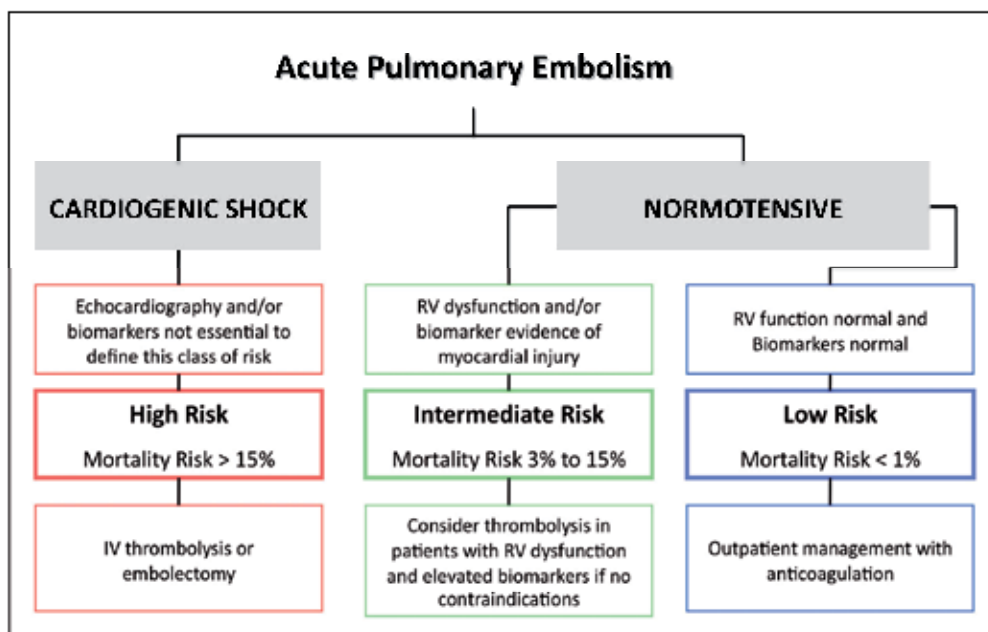 Acute Pulmonary Embolism
CARDIOGENIC SHOCK
NORMOTENSIVE
Echocardiography and/or
biomarkers not essential to
define this class of risk
RV dysfunction and/or
biomarker evidence of
myocardial injury
RV function normal and
Biomarkers normal
High Risk
Mortality Risk > 15%
Intermediate Risk
Mortality Risk 3% to 15%
Low Risk
Mortality Risk < 1%
IV thrombolysis or
embolectomy
Consider thrombolysis in
patients with RV dysfunction
and elevated biomarkers if no
contraindications
Outpatient management with
anticoagulation